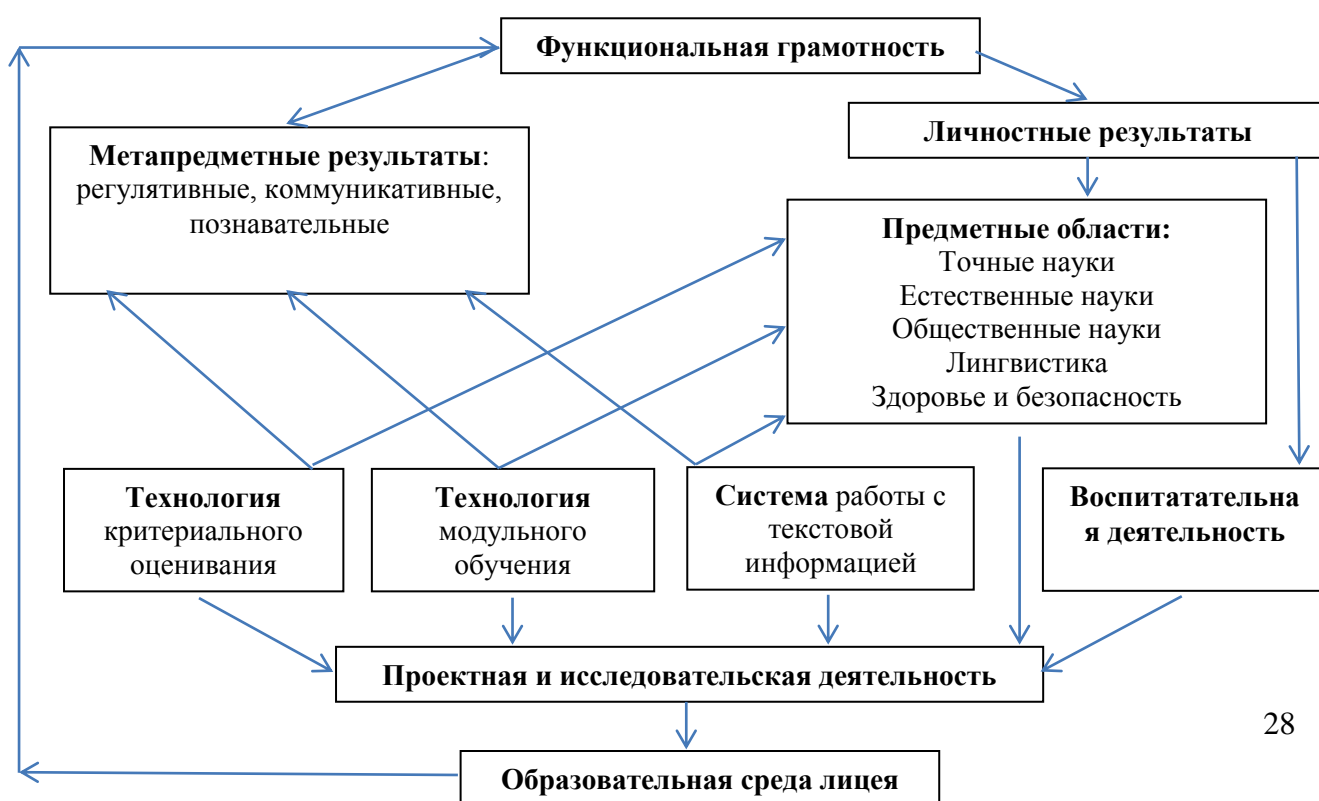 Функциональная грамотность
Личностные результаты
Метапредметные результаты:
регулятивные, коммуникативные,
познавательные
Предметные области:
Точные науки
Естественные науки
Общественные науки
Лингвистика
Здоровье и безопасность
Технология
критериального
оценивания
Технология
модульного
обучения
Система работы с
текстовой
информацией
Воспитатательна
я деятельность
Проектная и исследовательская деятельность
28
Образовательная среда лицея